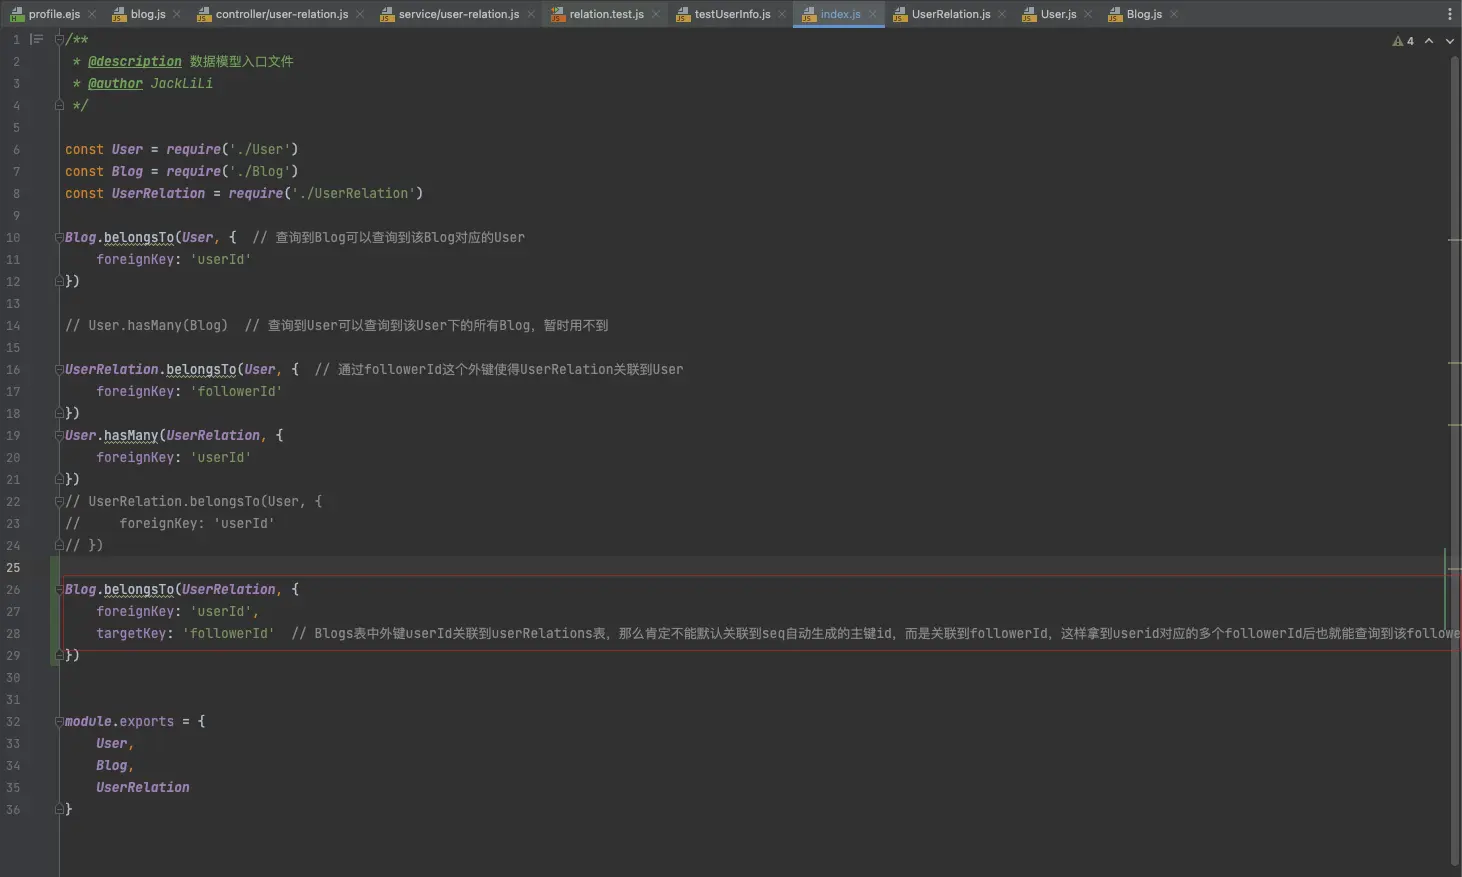 profile.ejs blog.js controller/user-relation.js service/user-relation.js relation.test.js testUserInfo.js index.js UserRelation.js User.js Blog.js
4
1 /**
2 * @description 数据模型入口文件
3 * @author JackLiLi
4 */
5
6 const User = require('./User')
7 const Blog = require('./Blog')
8 const UserRelation = require('./UserRelation')
9
10 Blog.belongsTo(User, { // 查询到Blog可以查询到该Blog对应的User
11 foreignKey: 'userId'
12 })
13
14 // User.hasMany(Blog) // 查询到User可以查询到该User下的所有Blog，暂时用不到
15
16 UserRelation.belongsTo(User, { // 通过followerId这个外键使得UserRelation关联到User
17 foreignKey: 'followerId'
18 })
19 User.hasMany(UserRelation, {
20 foreignKey: 'userId'
21 })
22 // UserRelation.belongsTo(User, {
23 // foreignKey: 'userId'
24 // })
25
26 Blog.belongsTo(UserRelation, {
27 foreignKey: 'userId',
28 targetKey: 'followerId' // Blogs表中外键userId关联到userRelations表，那么肯定不能默认关联到seq自动生成的主键id，而是关联到followerId，这样拿到userid对应的多个followerId后也就能查询到该followe
29 })
30
31
32 module.exports = {
33 User,
34 Blog,
35 UserRelation
36 }